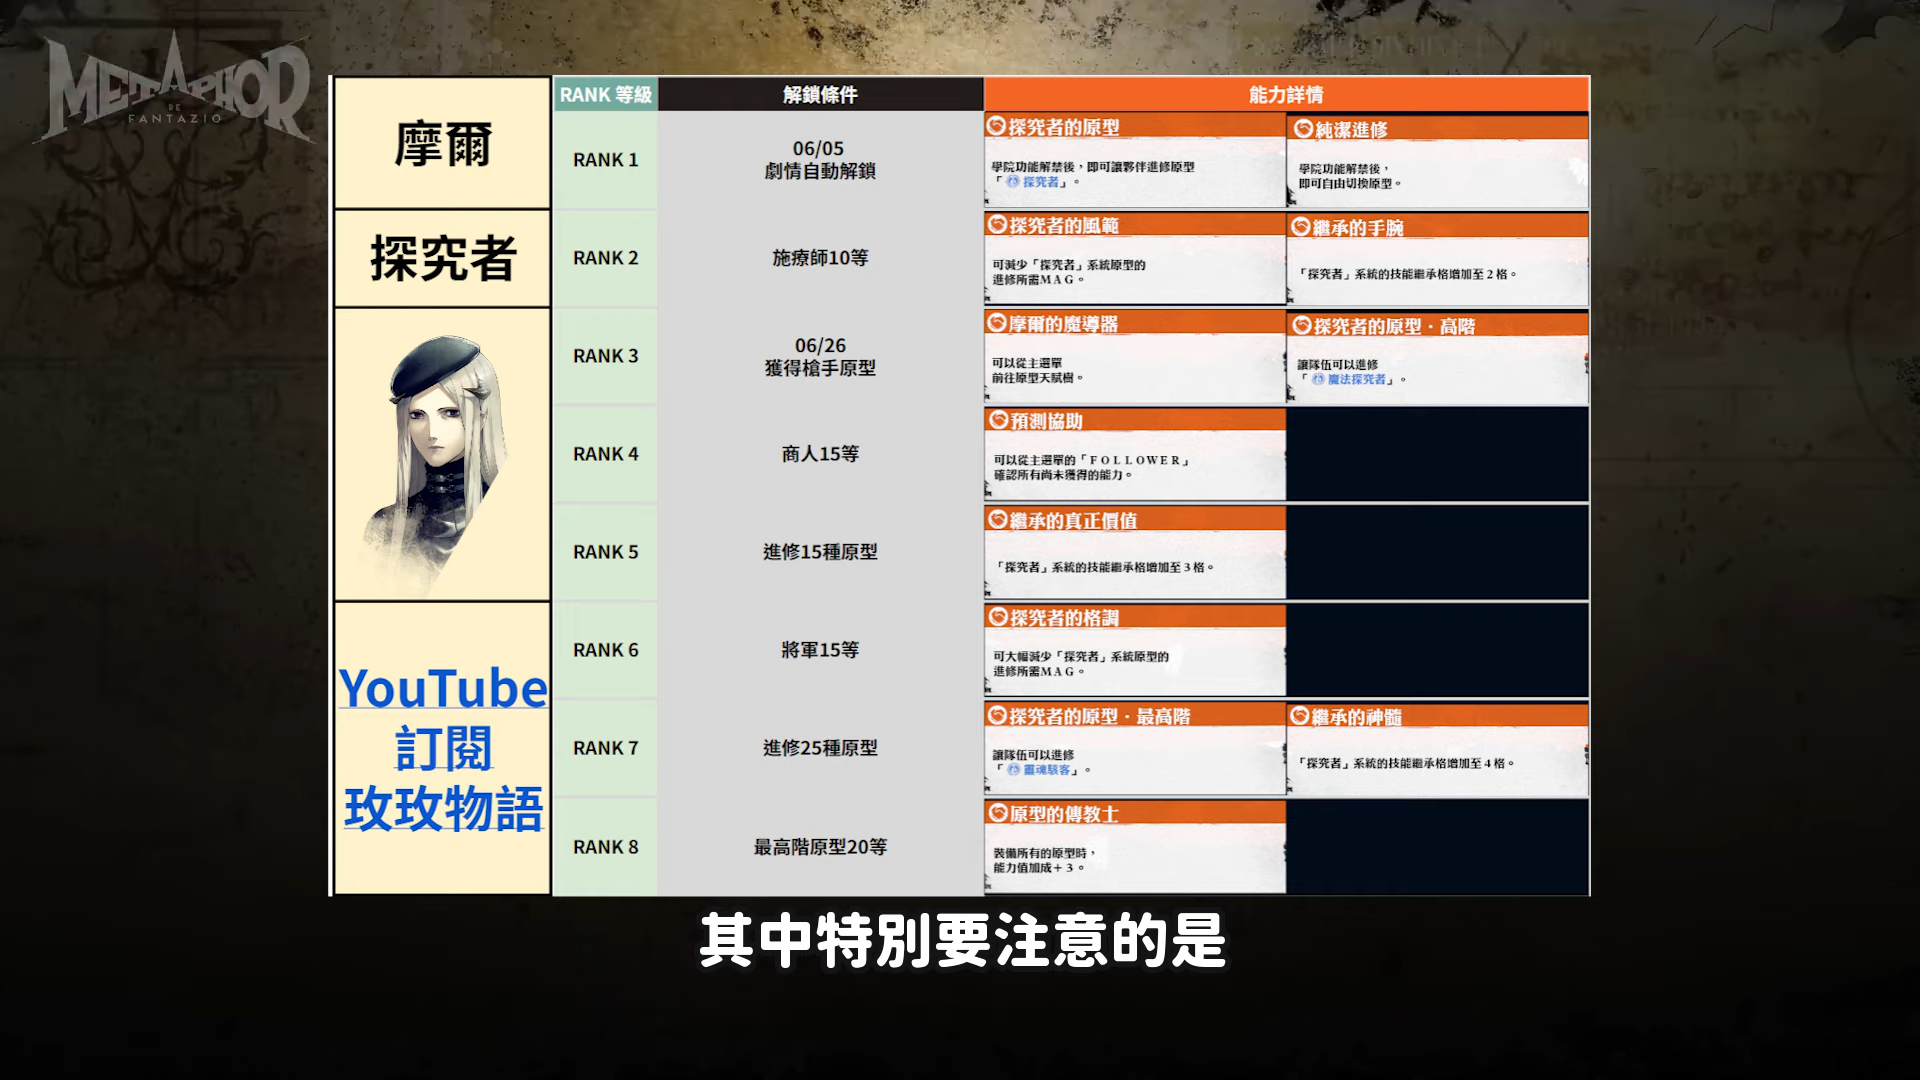 METAPHOR
DE
FANTAZIO
摩爾
探究者
YouTube
訂閱
玫玫物語
RANK 等級
解鎖條件
能力詳情
RANK 1
06/05
劇情自動解鎖
探究者的原型
學院功能解禁後，即可讓夥伴進修原型
「探究者」。
純潔進修
學院功能解禁後，
即可自由切換原型。
RANK 2
施療師10等
探究者的風範
可減少「探究者」系統原型的
進修所需ＭＡＧ。
繼承的手腕
「探究者」系統的技能繼承格增加至２格。
RANK 3
06/26
獲得槍手原型
摩爾的魔導器
可以從主選單
前往原型天賦樹。
探究者的原型．高階
讓隊伍可以進修
「魔法探究者」。
RANK 4
商人15等
預測協助
可以從主選單的「ＦＯＬＬＯＷＥＲ」
確認所有尚未獲得的能力。
RANK 5
進修15種原型
繼承的真正價值
「探究者」系統的技能繼承格增加至３格。
RANK 6
將軍15等
探究者的格調
可大幅減少「探究者」系統原型的
進修所需ＭＡＧ。
RANK 7
進修25種原型
探究者的原型．最高階
讓隊伍可以進修
「靈魂駭客」。
繼承的神髓
「探究者」系統的技能繼承格增加至４格。
RANK 8
最高階原型20等
原型的傳教士
裝備所有的原型時，
能力值加成＋３。
其中特別要注意的是